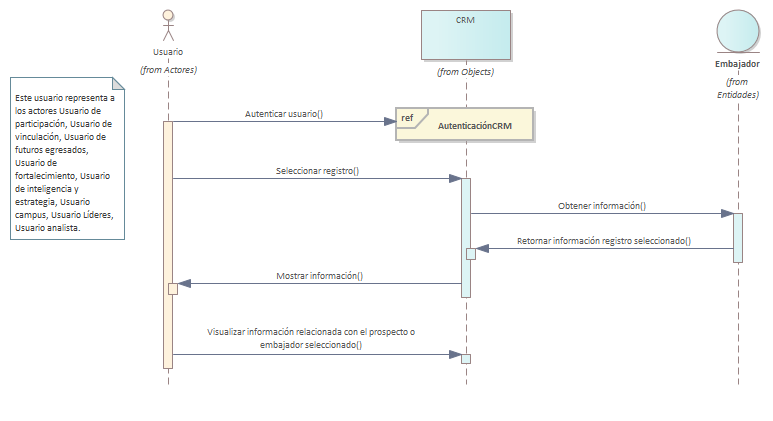 CRM
Usuario
(from Actores)
(from Objects)
Embajador
(from
Entidades)
Este usuario representa a
los actores Usuario de
participación, Usuario de
vinculación, Usuario de
futuros egresados,
Usuario de
fortalecimiento, Usuario
de inteligencia y
estrategia, Usuario
campus, Usuario Líderes,
Usuario analista.
Autenticar usuario()
ref
AutenticaciónCRM
Seleccionar registro()
Obtener información()
Retornar información registro seleccionado()
Mostrar información()
Visualizar información relacionada con el prospecto o
embajador seleccionado()